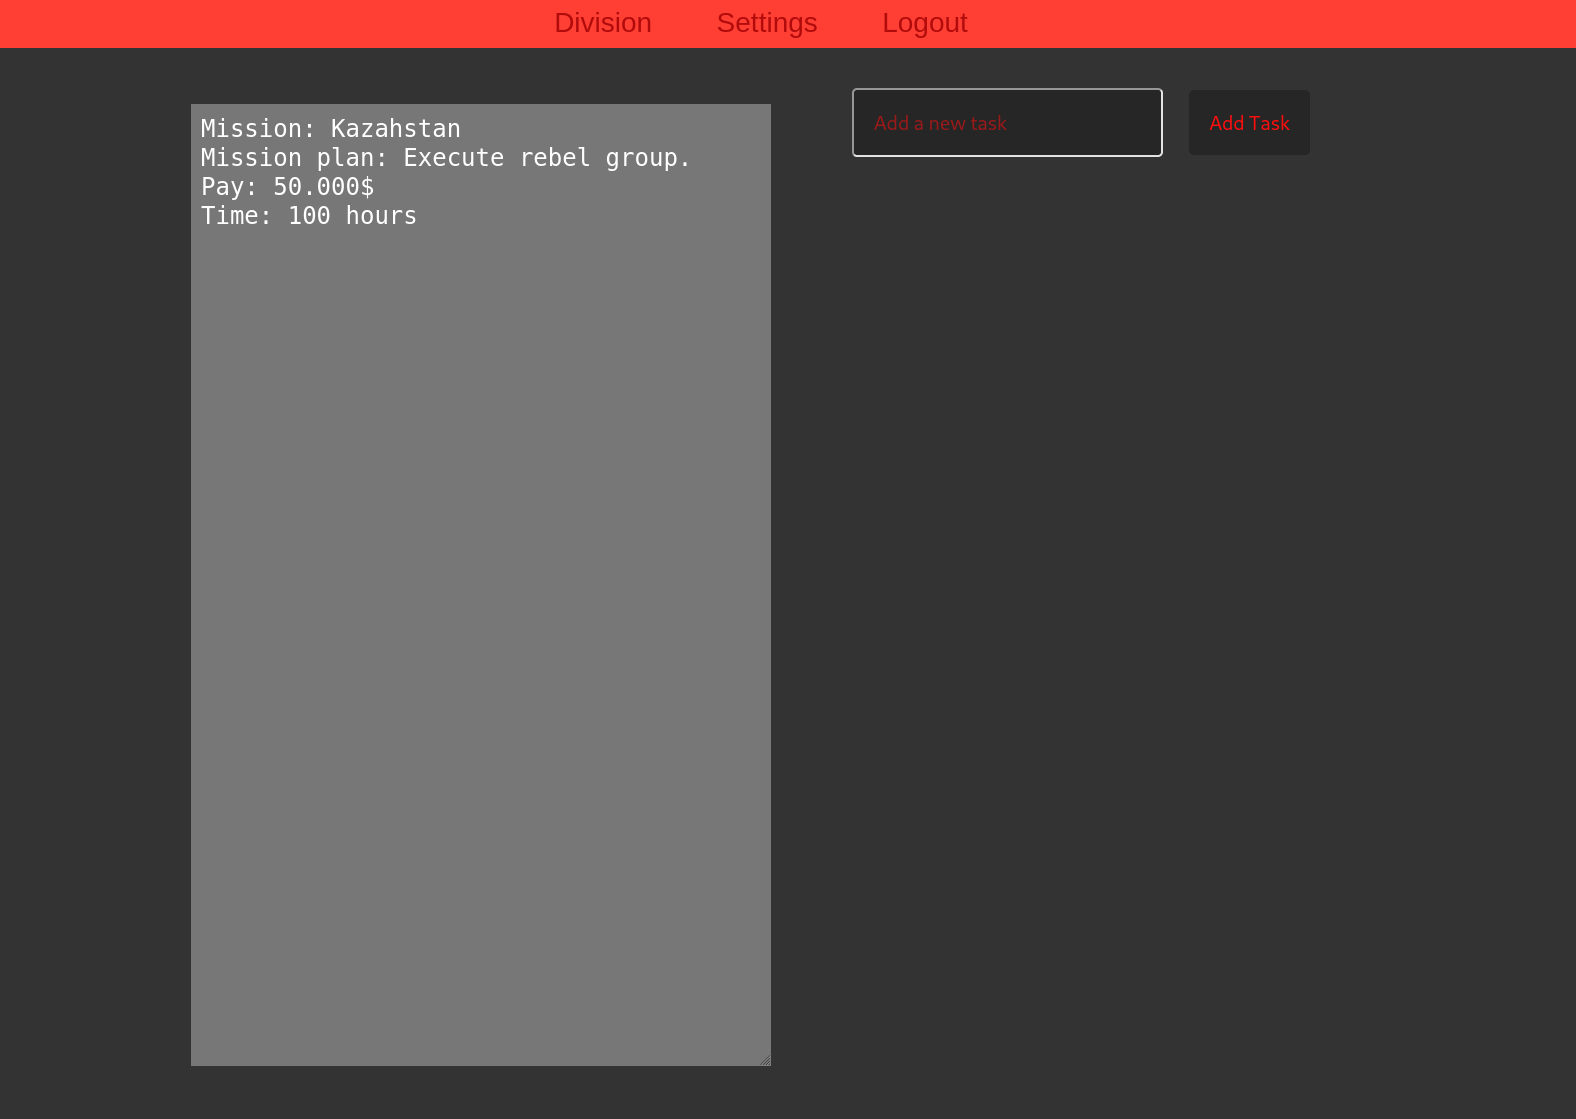 Division Settings Logout
Mission: Kazahstan
Mission plan: Execute rebel group.
Pay: 50.000$
Time: 100 hours
Add a new task
Add Task